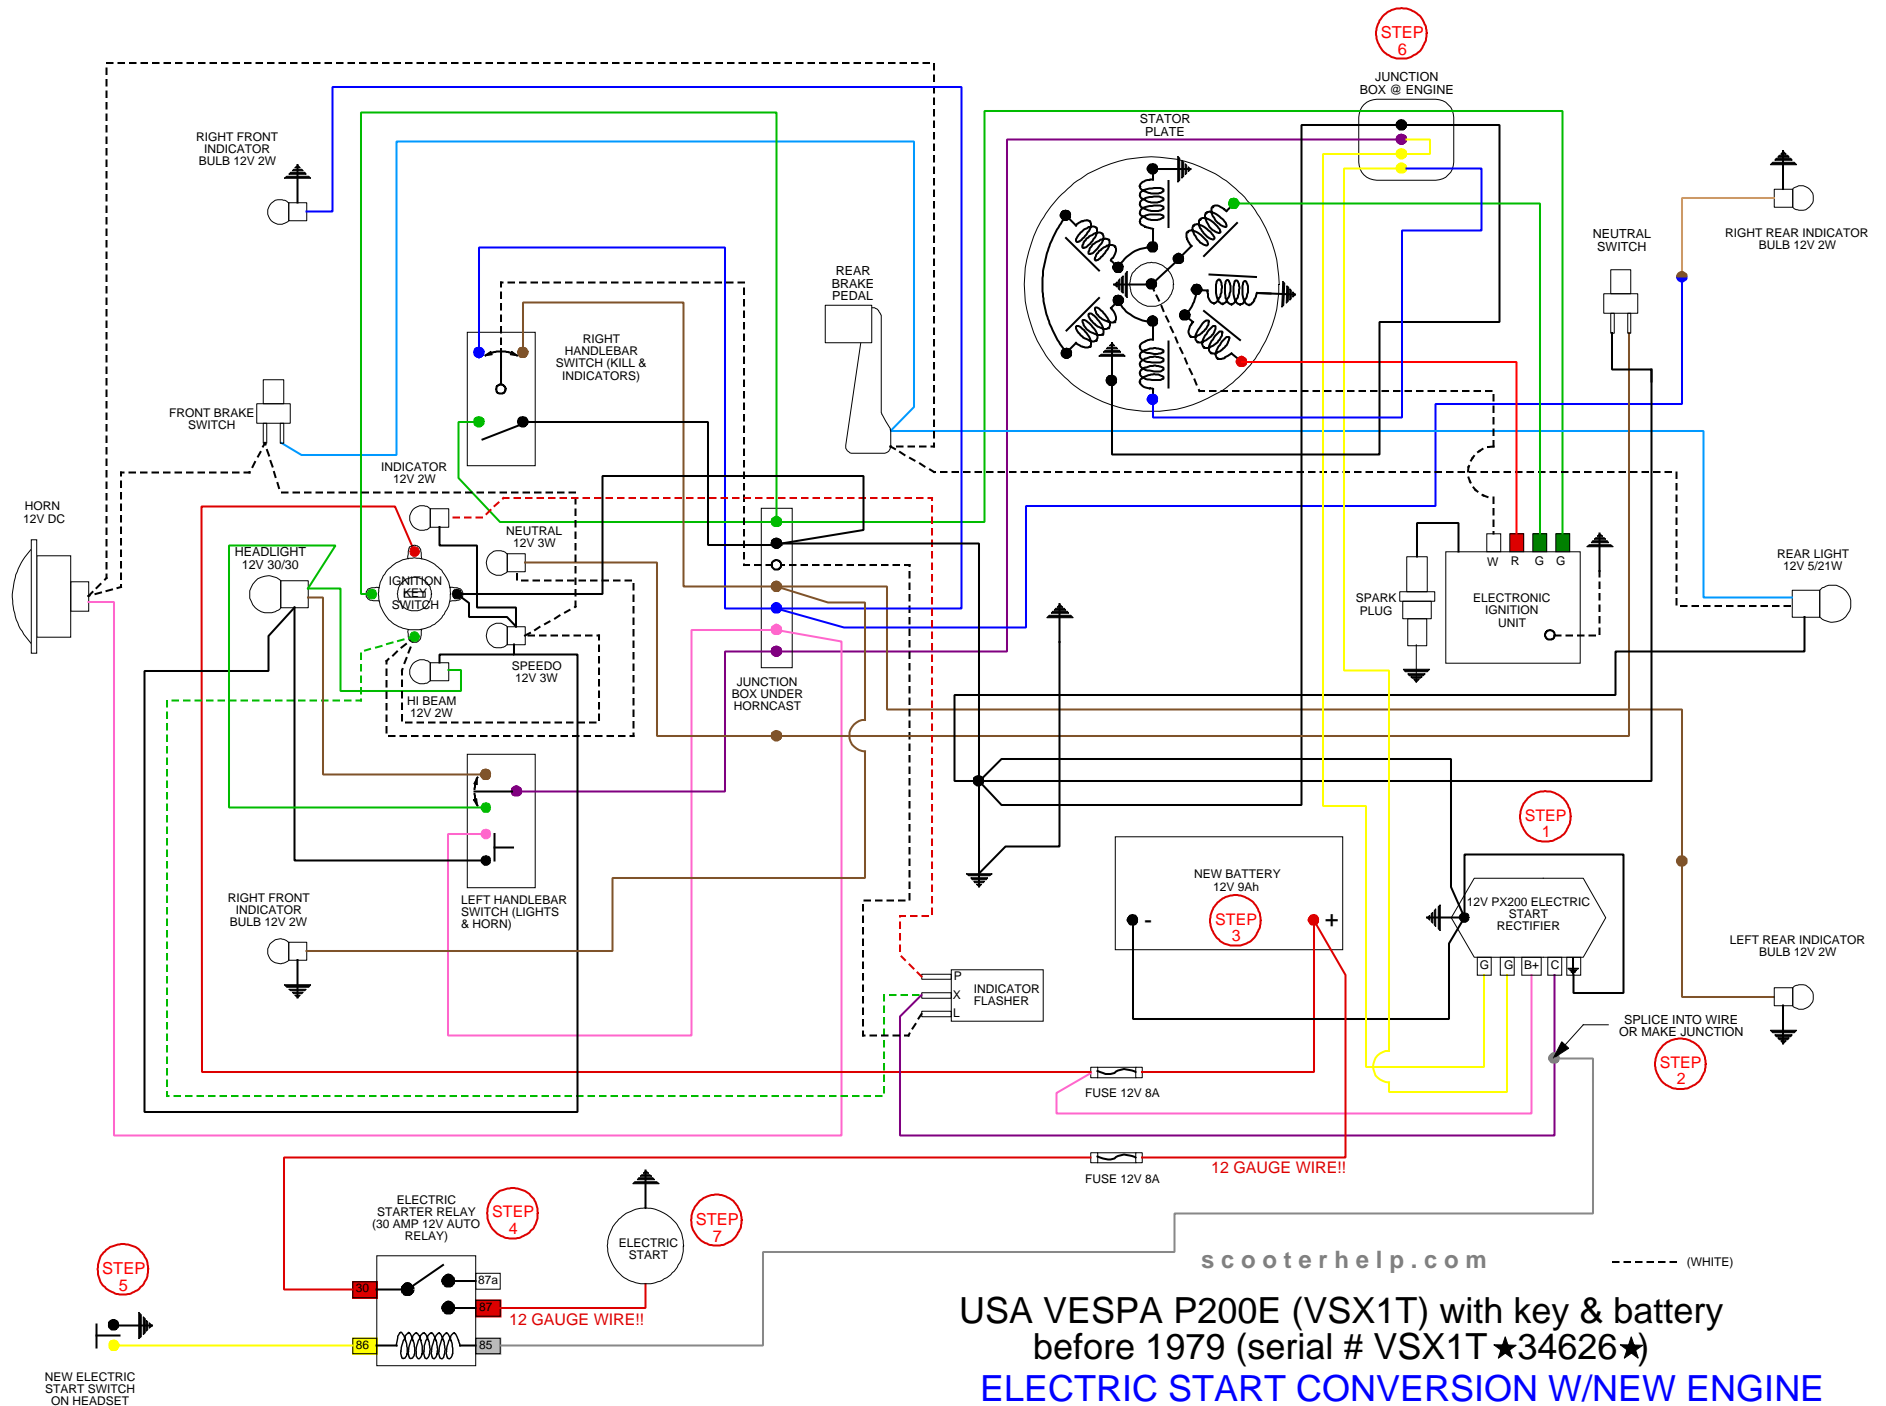 STEP
6
JUNCTION
BOX @ ENGINE
STATOR
PLATE
RIGHT FRONT
INDICATOR
BULB 12V 2W
RIGHT REAR INDICATOR
BULB 12V 2W
NEUTRAL
SWITCH
REAR
BRAKE
PEDAL
RIGHT
HANDLEBAR
SWITCH (KILL &
INDICATORS)
FRONT BRAKE
SWITCH
INDICATOR
12V 2W
HORN
12V DC
NEUTRAL
12V 3W
HEADLIGHT
12V 30/30
IGNITION
KEY
SWITCH
SPEEDO
12V 3W
HI BEAM
12V 2W
JUNCTION
BOX UNDER
HORNCAST
W R G G
ELECTRONIC
IGNITION
UNIT
SPARK
PLUG
REAR LIGHT
12V 5/21W
LEFT HANDLEBAR
SWITCH (LIGHTS
& HORN)
RIGHT FRONT
INDICATOR
BULB 12V 2W
NEW BATTERY
12V 9Ah
STEP
3
- +
STEP
1
12V PX200 ELECTRIC
START
RECTIFIER
G G B+ C
LEFT REAR INDICATOR
BULB 12V 2W
P
X
L
INDICATOR
FLASHER
SPLICE INTO WIRE
OR MAKE JUNCTION
STEP
2
FUSE 12V 8A
FUSE 12V 8A
12 GAUGE WIRE!!
ELECTRIC
STARTER RELAY
(30 AMP 12V AUTO
RELAY)
STEP
4
ELECTRIC
START
STEP
7
STEP
5
30
87a
87
86
85
12 GAUGE WIRE!!
NEW ELECTRIC
START SWITCH
ON HEADSET
scooterhelp.com
(WHITE)
USA VESPA P200E (VSX1T) with key & battery
before 1979 (serial # VSX1T★34626★)
ELECTRIC START CONVERSION W/NEW ENGINE